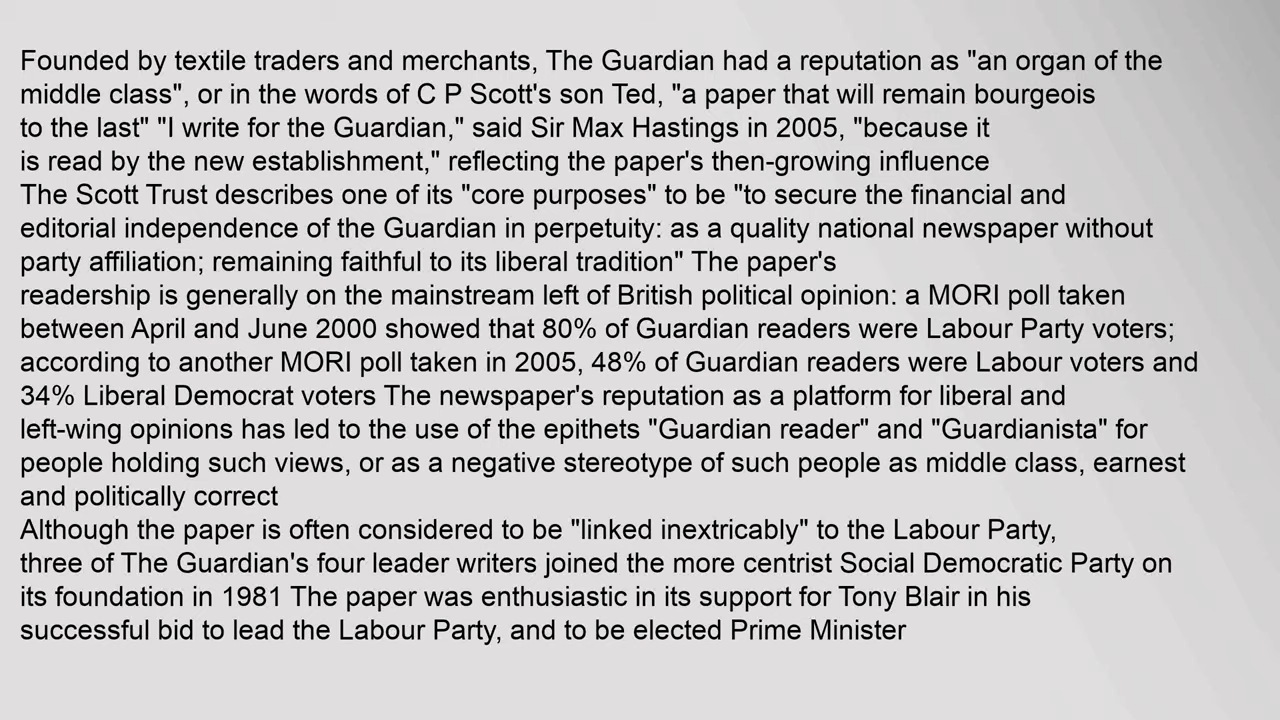 Founded by textile traders and merchants, The Guardian had a reputation as "an organ of the
middle class", or in the words of C P Scott's son Ted, "a paper that will remain bourgeois
to the last" "I write for the Guardian," said Sir Max Hastings in 2005, "because it
is read by the new establishment," reflecting the paper's then-growing influence
The Scott Trust describes one of its "core purposes" to be "to secure the financial and
editorial independence of the Guardian in perpetuity: as a quality national newspaper without
party affiliation; remaining faithful to its liberal tradition" The paper's
readership is generally on the mainstream left of British political opinion: a MORI poll taken
between April and June 2000 showed that 80% of Guardian readers were Labour Party voters;
according to another MORI poll taken in 2005, 48% of Guardian readers were Labour voters and
34% Liberal Democrat voters The newspaper's reputation as a platform for liberal and
left-wing opinions has led to the use of the epithets "Guardian reader" and "Guardianista" for
people holding such views, or as a negative stereotype of such people as middle class, earnest
and politically correct
Although the paper is often considered to be "linked inextricably" to the Labour Party,
three of The Guardian's four leader writers joined the more centrist Social Democratic Party on
its foundation in 1981 The paper was enthusiastic in its support for Tony Blair in his
successful bid to lead the Labour Party, and to be elected Prime Minister